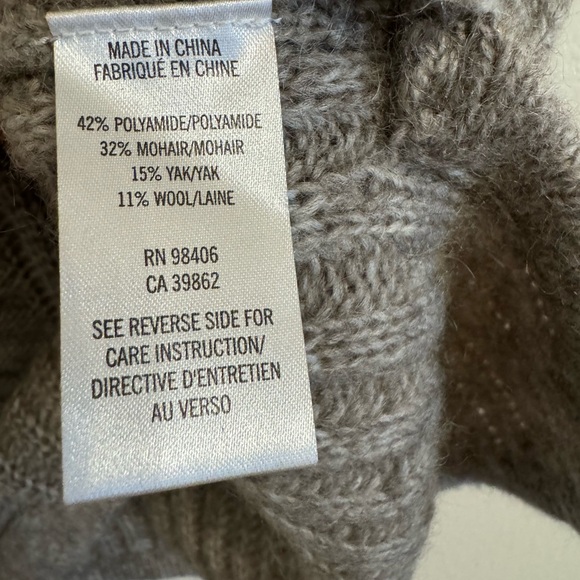 MADE IN CHINA
FABRIQUÉ EN CHINE
42% POLYAMIDE/POLYAMIDE
32% MOHAIR/MOHAIR
15% YAK/YAK
11% WOOL/LAINE
RN 98406
CA 39862
SEE REVERSE SIDE FOR
CARE INSTRUCTION/
DIRECTIVE D'ENTRETIEN
AU VERSO